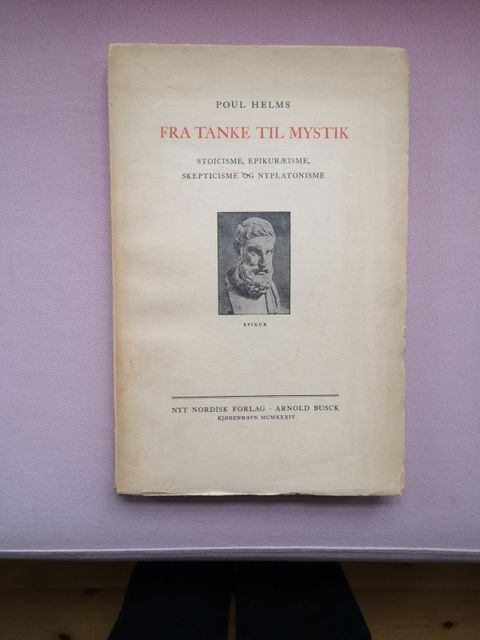 POUL HELMS
FRA TANKE TIL MYSTIK
STOICISME, EPIKURÆISME,
SKEPTICISME OG NYPLATONISME
EPIKUR
NYT NORDISK FORLAG · ARNOLD BUSCK
KJØBENHAVN MCMXXXIV